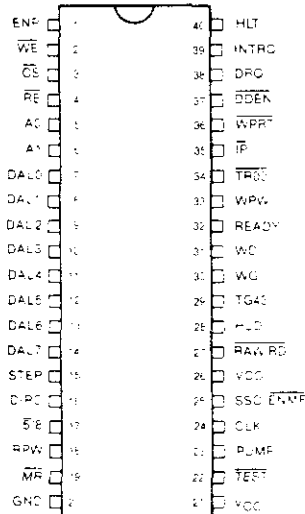 ENP 1 40 HLT
WE 2 39 INTRQ
CS 3 38 DRQ
RE 4 37 DDEN
A0 5 36 WPRT
A1 6 35 IP
DAL0 7 34 TR00
DAL1 8 33 WPW
DAL2 9 32 READY
DAL3 10 31 WD
DAL4 11 30 WG
DAL5 12 29 TG43
DAL6 13 28 HLD
DAL7 14 27 RAW RD
STEP 15 26 VCC
DIRC 16 25 SSO ENMF
5/8 17 24 CLK
RPW 18 23 PUMP
MR 19 22 TEST
GND 2 21 VCC